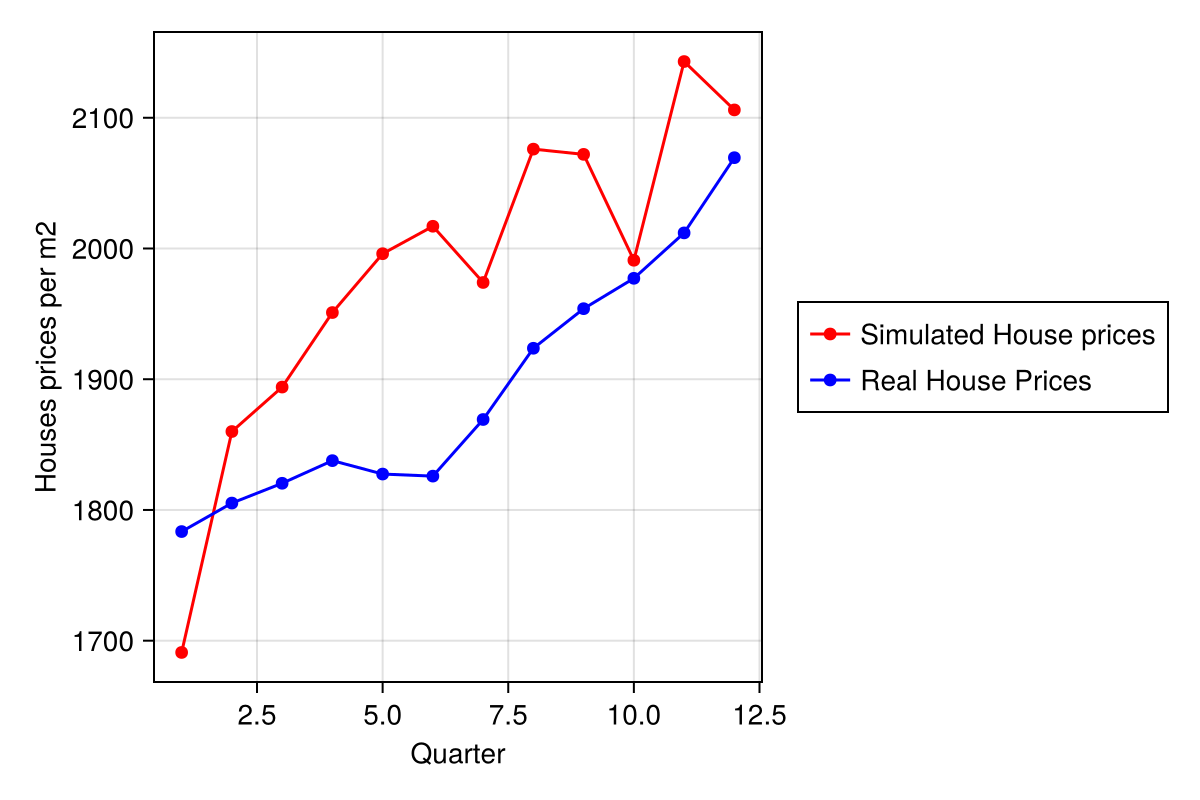 2100
2000
1900
1800
1700
Houses prices per m2
2.5 5.0 7.5 10.0 12.5
Quarter
Simulated House prices
Real House Prices